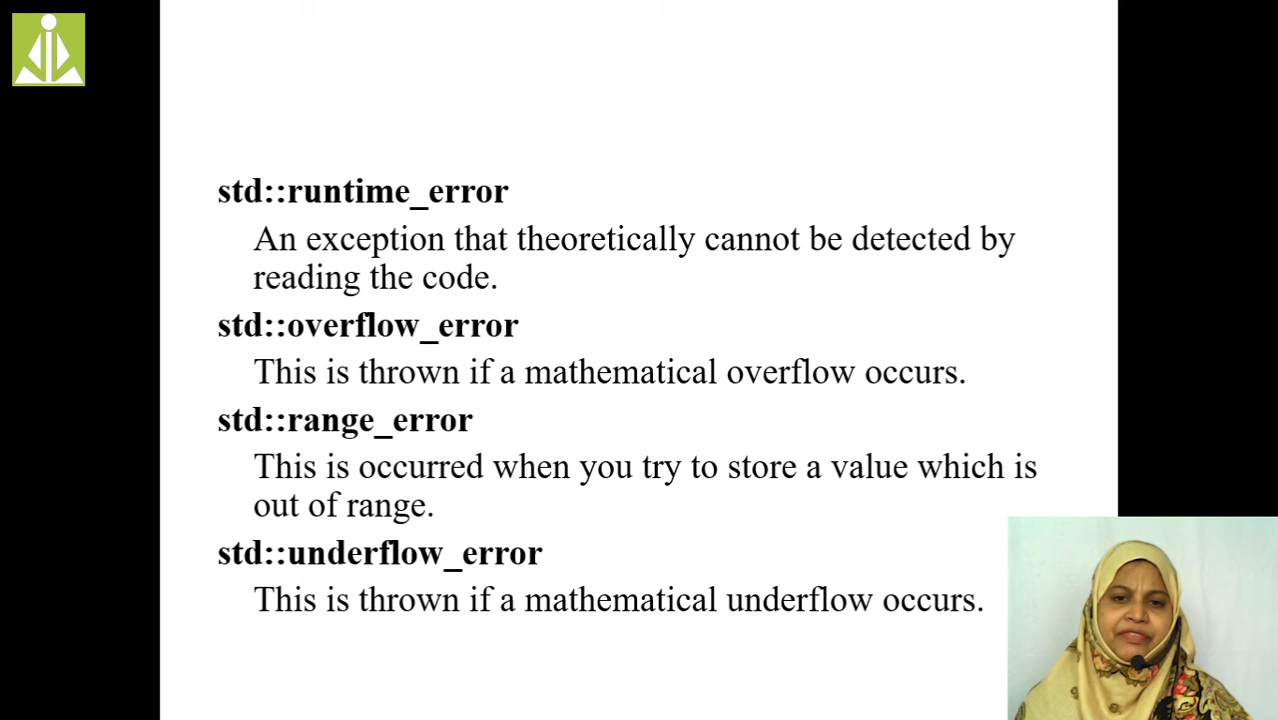 std::runtime_error
An exception that theoretically cannot be detected by
reading the code.
std::overflow_error
This is thrown if a mathematical overflow occurs.
std::range_error
This is occurred when you try to store a value which is
out of range.
std::underflow_error
This is thrown if a mathematical underflow occurs.